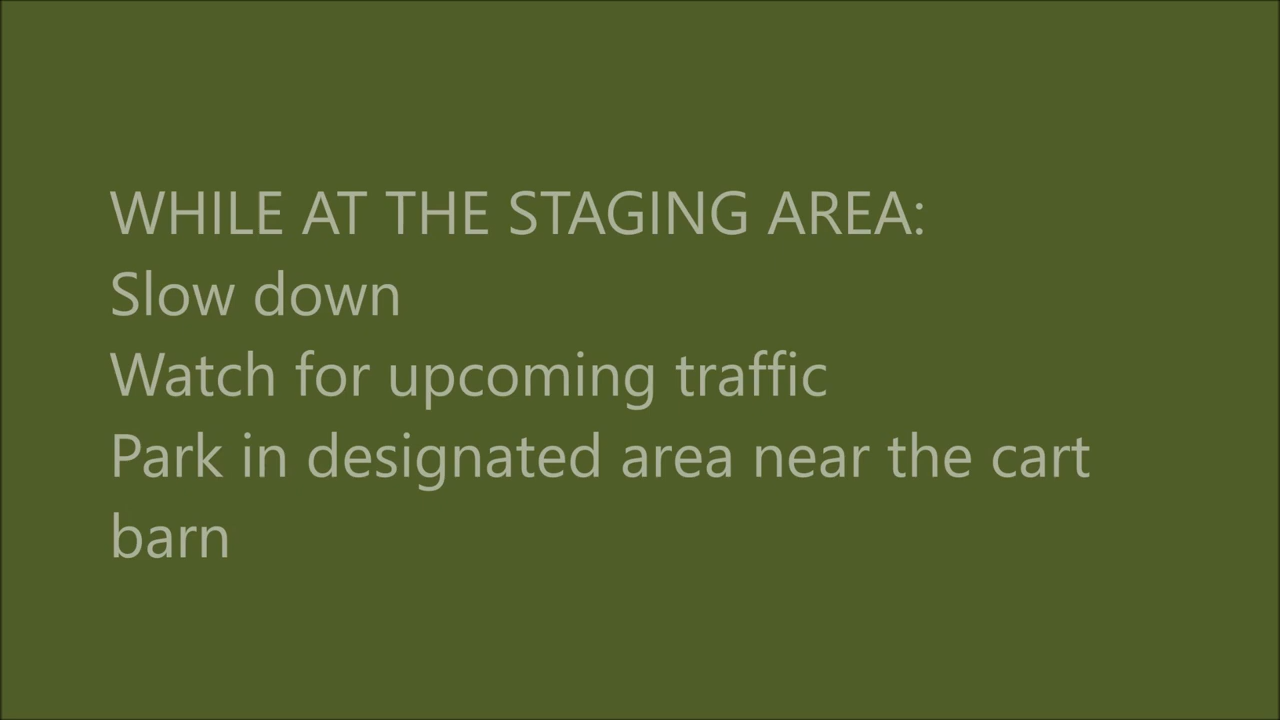 WHILE AT THE STAGING AREA:
Slow down
Watch for upcoming traffic
Park in designated area near the cart
barn